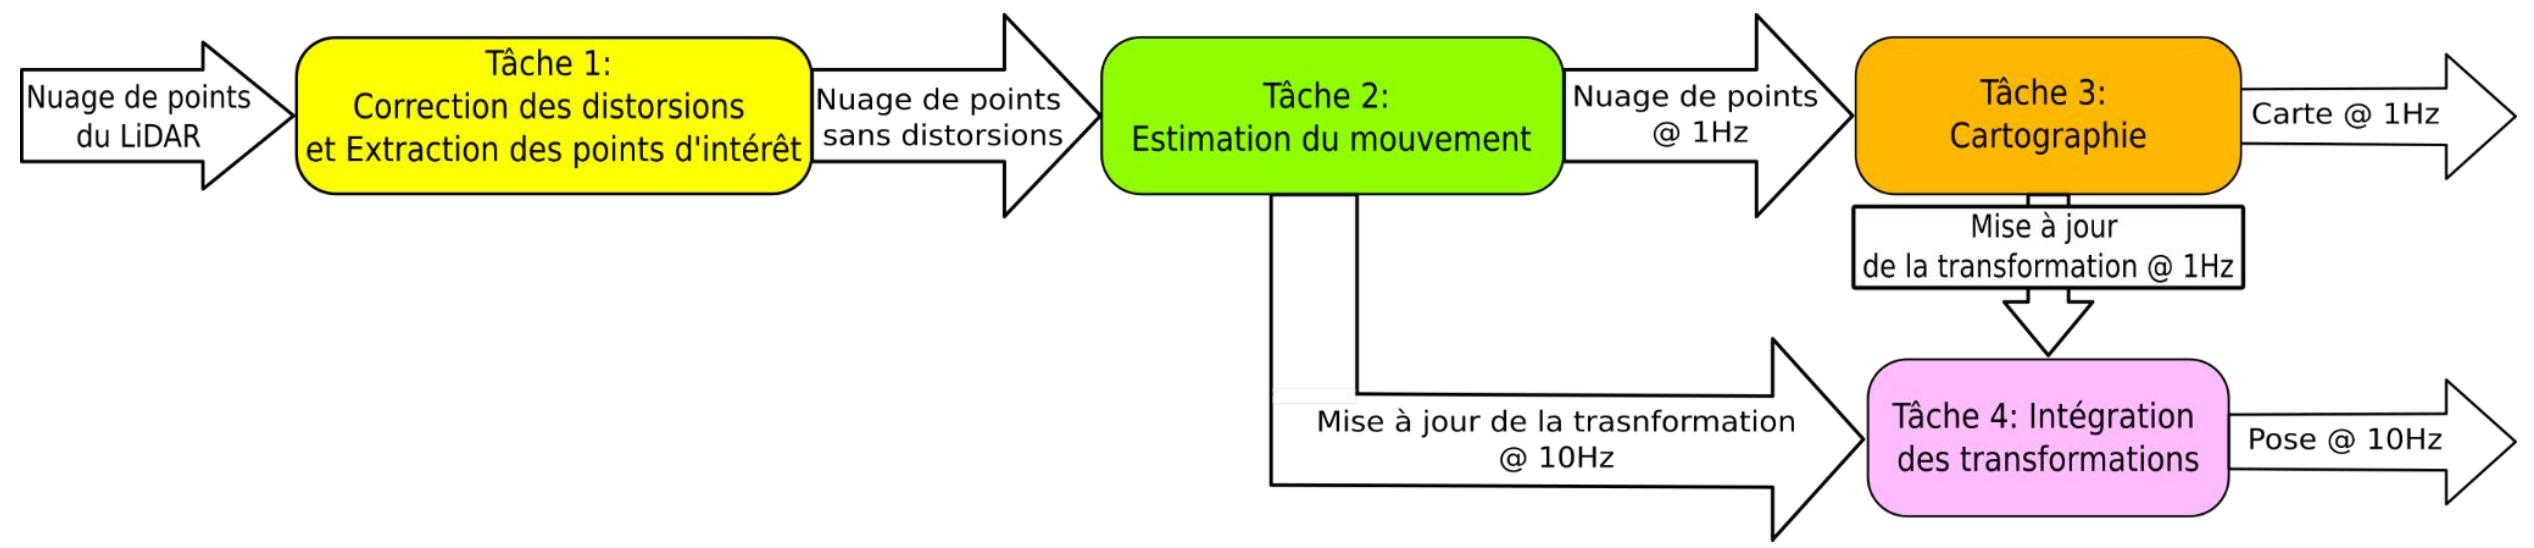 Nuage de points
du LiDAR
Tâche 1:
Correction des distorsions
et Extraction des points d'intérêt
Nuage de points
sans distorsions
Tâche 2:
Estimation du mouvement
Nuage de points
@ 1Hz
Tâche 3:
Cartographie
Carte @ 1Hz
Mise à jour
de la transformation @ 1Hz
Mise à jour de la trasnformation
@ 10Hz
Tâche 4: Intégration
des transformations
Pose @ 10Hz